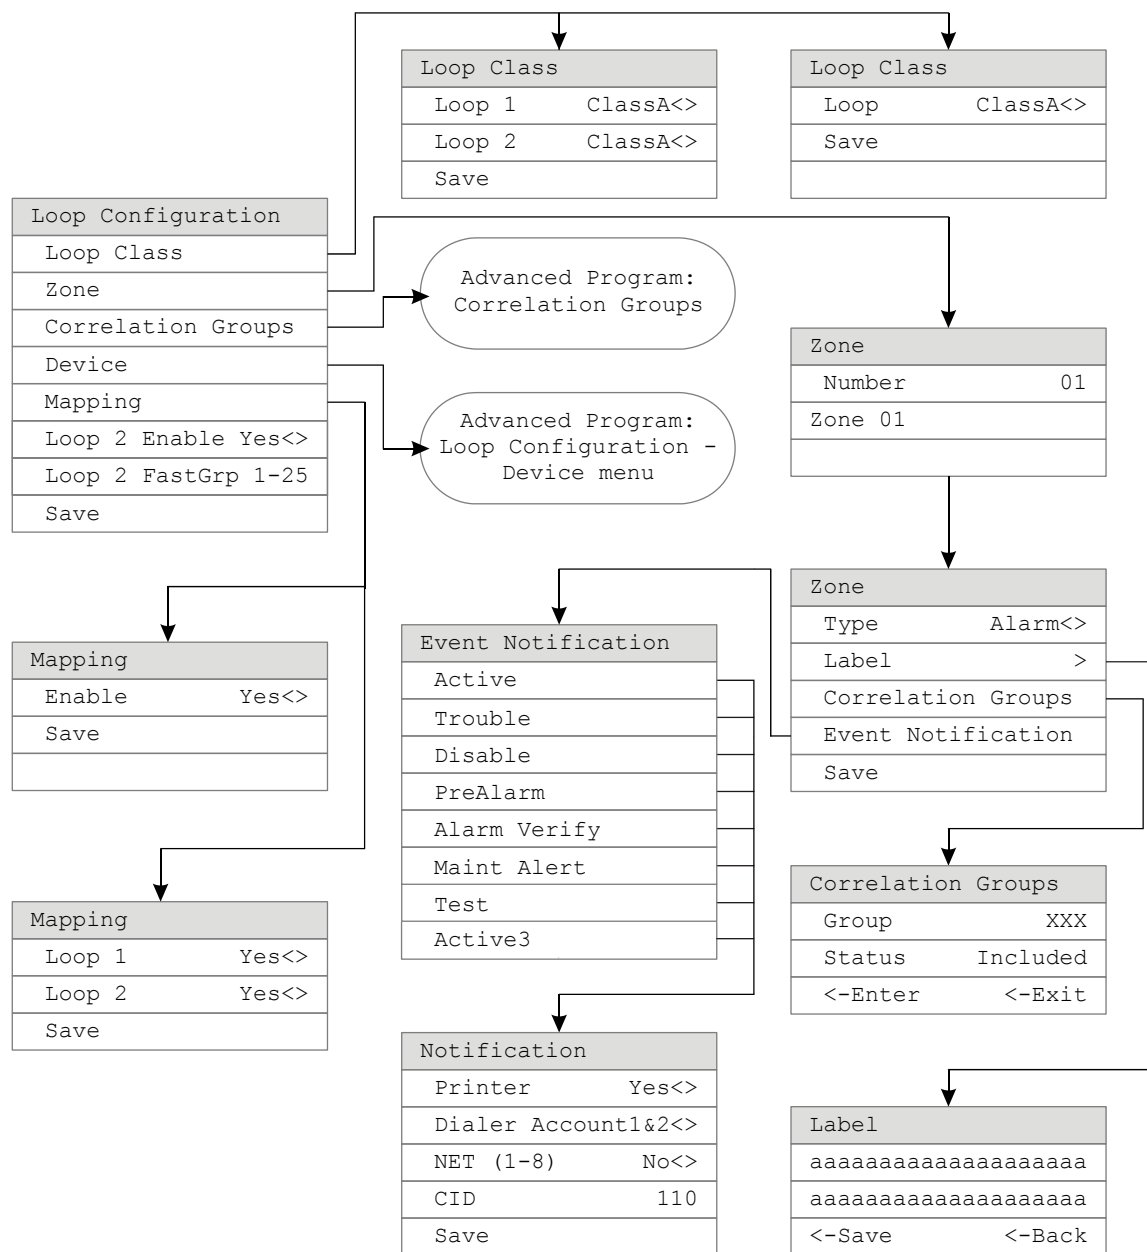 Loop Class
Loop 1 ClassA<>
Loop 2 ClassA<>
Save
Loop Class
Loop ClassA<>
Save
Loop Configuration
Loop Class
Zone
Correlation Groups
Device
Mapping
Loop 2 Enable Yes<>
Loop 2 FastGrp 1-25
Save
Advanced Program:
Correlation Groups
Advanced Program:
Loop Configuration -
Device menu
Zone
Number 01
Zone 01
Zone
Type Alarm<>
Label >
Correlation Groups
Event Notification
Save
Event Notification
Active
Trouble
Disable
PreAlarm
Alarm Verify
Maint Alert
Test
Active3
Mapping
Enable Yes<>
Save
Mapping
Loop 1 Yes<>
Loop 2 Yes<>
Save
Correlation Groups
Group XXX
Status Included
<-Enter <-Exit
Notification
Printer Yes<>
Dialer Account1&2<>
NET (1-8) No<>
CID 110
Save
Label
aaaaaaaaaaaaaaaaaaaa
aaaaaaaaaaaaaaaaaaaa
<-Save <-Back